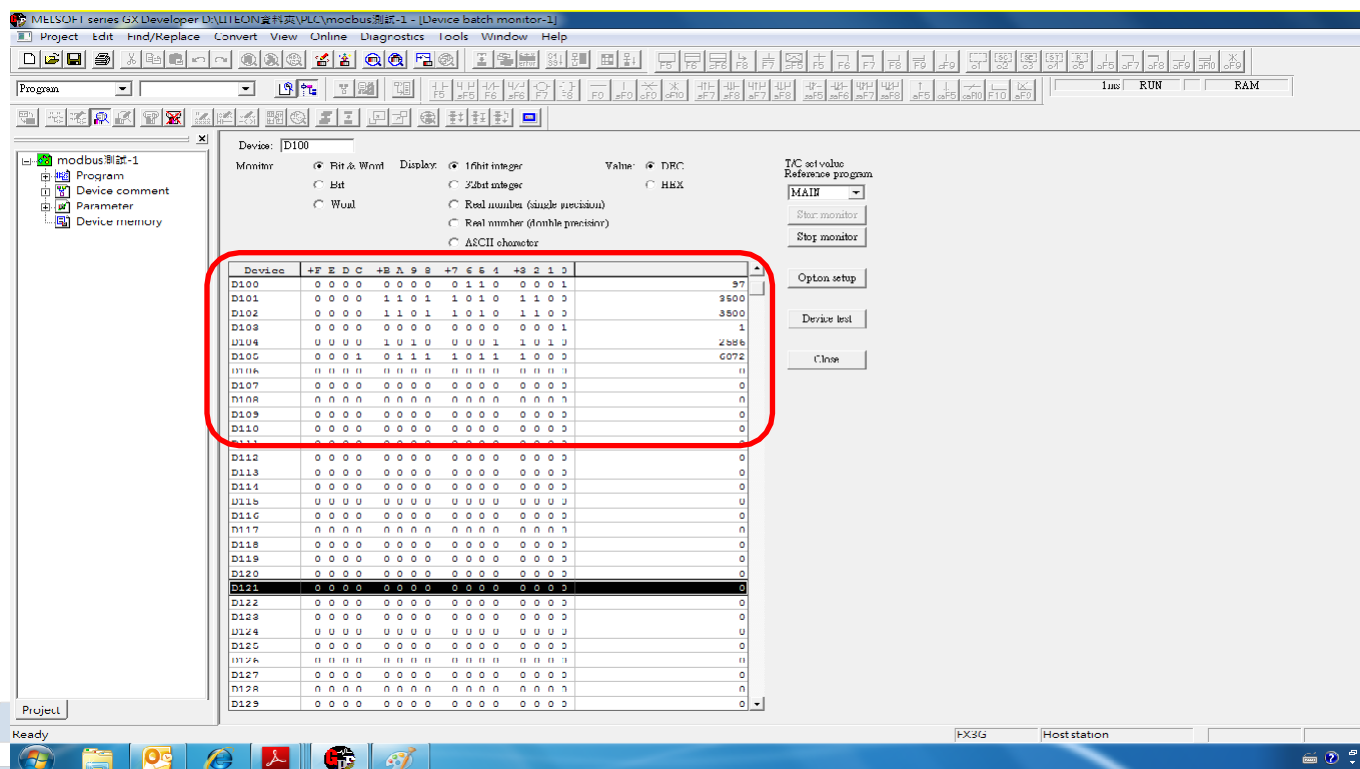 MELSOFT series GX Developer D:\LITEON資料夾\PLC\mocbus測試-1 - [Device batch monitor-1]
Project Edit Find/Replace Convert View Online Diagnostics Tools Window Help
Program
1ms RUN RAM
Device: D100
Monitor: Bit & Word Display: 16bit integer Value: DEC
Bit 32bit integer HEX
Word Real number (single precision)
Real number (double precision)
ASCII character
T/C set value
Reference program
MAIN
Start monitor
Stop monitor
Option setup
Device test
Close
modbus測試-1
Program
Device comment
Parameter
Device memory
Project
Device +F E D C +B A 9 8 +7 6 5 4 +3 2 1 0
D100 0 0 0 0 0 0 0 0 0 1 1 0 0 0 0 1 97
D101 0 0 0 0 1 1 0 1 1 0 1 0 1 1 0 0 3500
D102 0 0 0 0 1 1 0 1 1 0 1 0 1 1 0 0 3500
D103 0 0 0 0 0 0 0 0 0 0 0 0 0 0 0 1 1
D104 0 0 0 0 1 0 1 0 0 0 0 1 1 0 1 0 2586
D105 0 0 0 1 0 1 1 1 1 0 1 1 1 0 0 0 6072
D106 0 0 0 0 0 0 0 0 0 0 0 0 0 0 0 0 0
D107 0 0 0 0 0 0 0 0 0 0 0 0 0 0 0 0 0
D108 0 0 0 0 0 0 0 0 0 0 0 0 0 0 0 0 0
D109 0 0 0 0 0 0 0 0 0 0 0 0 0 0 0 0 0
D110 0 0 0 0 0 0 0 0 0 0 0 0 0 0 0 0 0
D111 0 0 0 0 0 0 0 0 0 0 0 0 0 0 0 0 0
D112 0 0 0 0 0 0 0 0 0 0 0 0 0 0 0 0 0
D113 0 0 0 0 0 0 0 0 0 0 0 0 0 0 0 0 0
D114 0 0 0 0 0 0 0 0 0 0 0 0 0 0 0 0 0
D115 0 0 0 0 0 0 0 0 0 0 0 0 0 0 0 0 0
D116 0 0 0 0 0 0 0 0 0 0 0 0 0 0 0 0 0
D117 0 0 0 0 0 0 0 0 0 0 0 0 0 0 0 0 0
D118 0 0 0 0 0 0 0 0 0 0 0 0 0 0 0 0 0
D119 0 0 0 0 0 0 0 0 0 0 0 0 0 0 0 0 0
D120 0 0 0 0 0 0 0 0 0 0 0 0 0 0 0 0 0
D121 0 0 0 0 0 0 0 0 0 0 0 0 0 0 0 0 0
D122 0 0 0 0 0 0 0 0 0 0 0 0 0 0 0 0 0
D123 0 0 0 0 0 0 0 0 0 0 0 0 0 0 0 0 0
D124 0 0 0 0 0 0 0 0 0 0 0 0 0 0 0 0 0
D125 0 0 0 0 0 0 0 0 0 0 0 0 0 0 0 0 0
D126 0 0 0 0 0 0 0 0 0 0 0 0 0 0 0 0 0
D127 0 0 0 0 0 0 0 0 0 0 0 0 0 0 0 0 0
D128 0 0 0 0 0 0 0 0 0 0 0 0 0 0 0 0 0
D129 0 0 0 0 0 0 0 0 0 0 0 0 0 0 0 0 0
Ready FX3G Host station